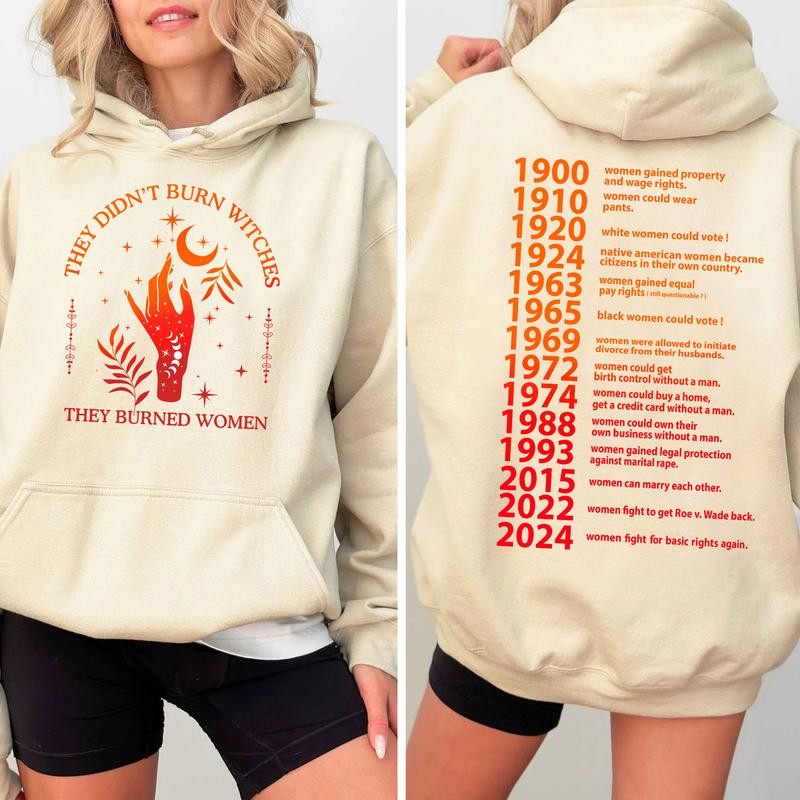 THEY DIDN'T BURN WITCHES
THEY BURNED WOMEN
1900 women gained property
and wage rights.
1910 women could wear
pants.
1920 white women could vote !
1924 native american women became
citizens in their own country.
1963 women gained equal
pay rights ( still questionable ? )
1965 black women could vote !
1969 women were allowed to initiate
divorce from their husbands.
1972 women could get
birth control without a man.
1974 women could buy a home,
get a credit card without a man.
1988 women could own their
own business without a man.
1993 women gained legal protection
against marital rape.
2015 women can marry each other.
2022 women fight to get Roe v. Wade back.
2024 women fight for basic rights again.